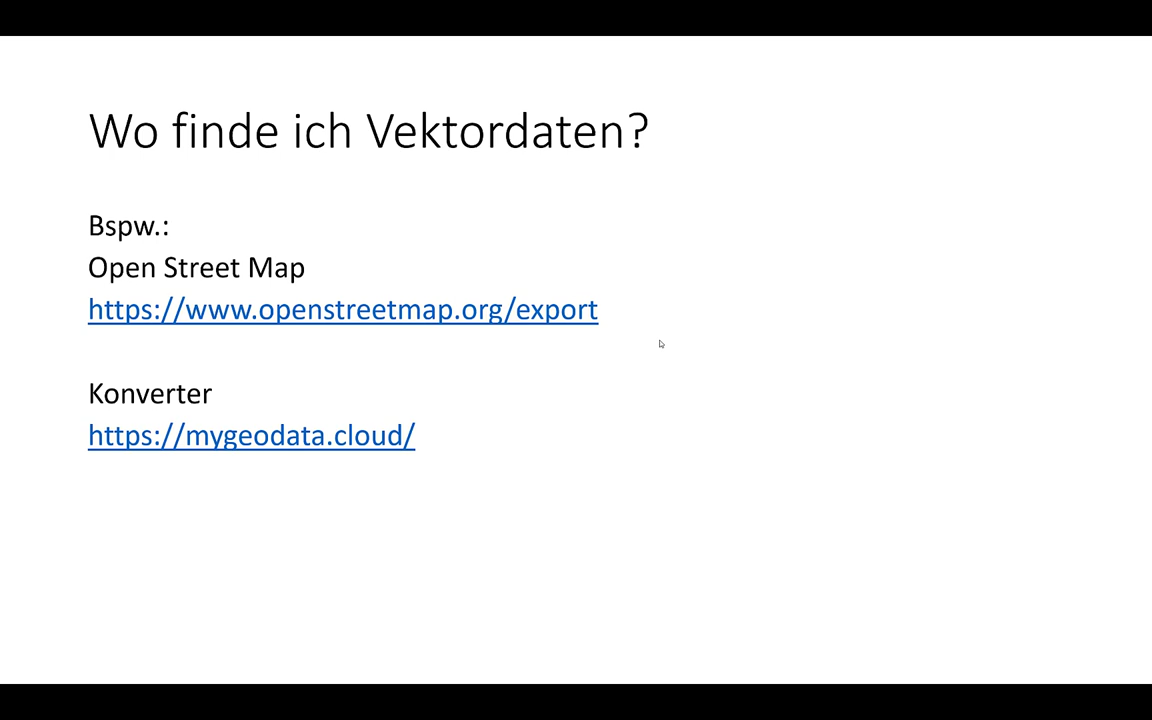 Wo finde ich Vektordaten?
Bspw.:
Open Street Map
https://www.openstreetmap.org/export
Konverter
https://mygeodata.cloud/